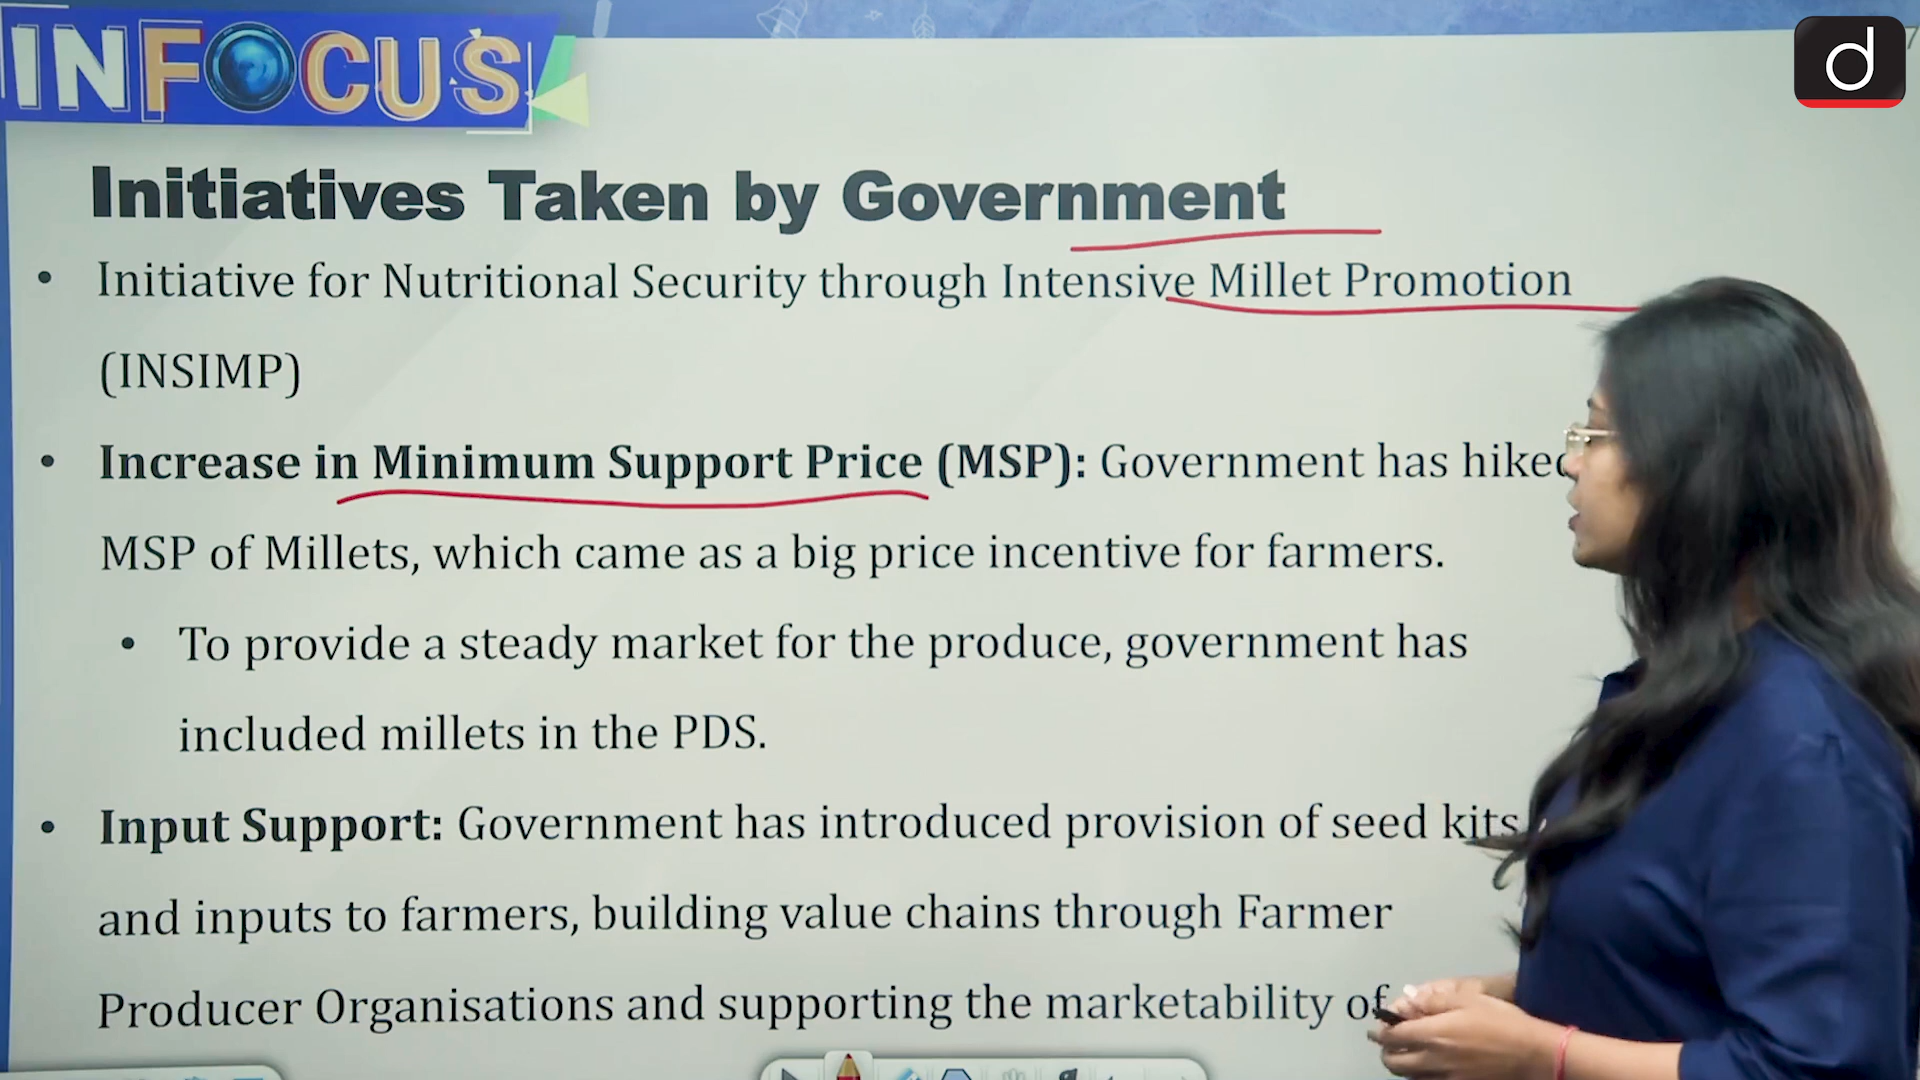 INFOCUS
d
Initiatives Taken by Government
• Initiative for Nutritional Security through Intensive Millet Promotion
(INSIMP)
• Increase in Minimum Support Price (MSP): Government has hiked
MSP of Millets, which came as a big price incentive for farmers.
• To provide a steady market for the produce, government has
included millets in the PDS.
• Input Support: Government has introduced provision of seed kits
and inputs to farmers, building value chains through Farmer
Producer Organisations and supporting the marketability of